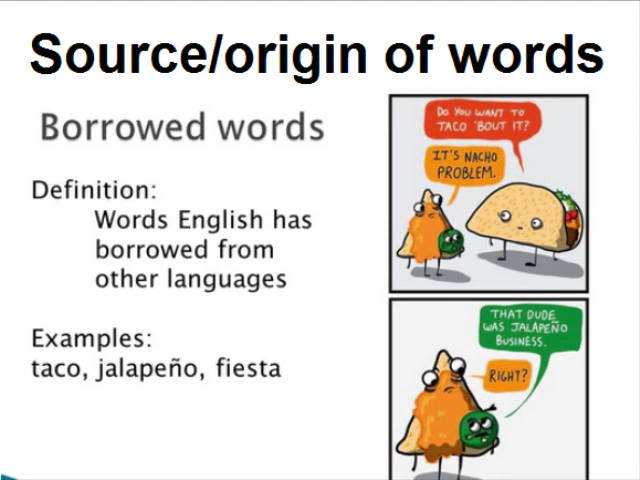 Source/origin of words
Borrowed words
Definition:
Words English has
borrowed from
other languages
Examples:
taco, jalapeño, fiesta
DO YOU WANT TO
TACO 'BOUT IT?
IT'S NACHO
PROBLEM.
THAT DUDE
WAS JALAPEÑO
BUSINESS.
RIGHT?